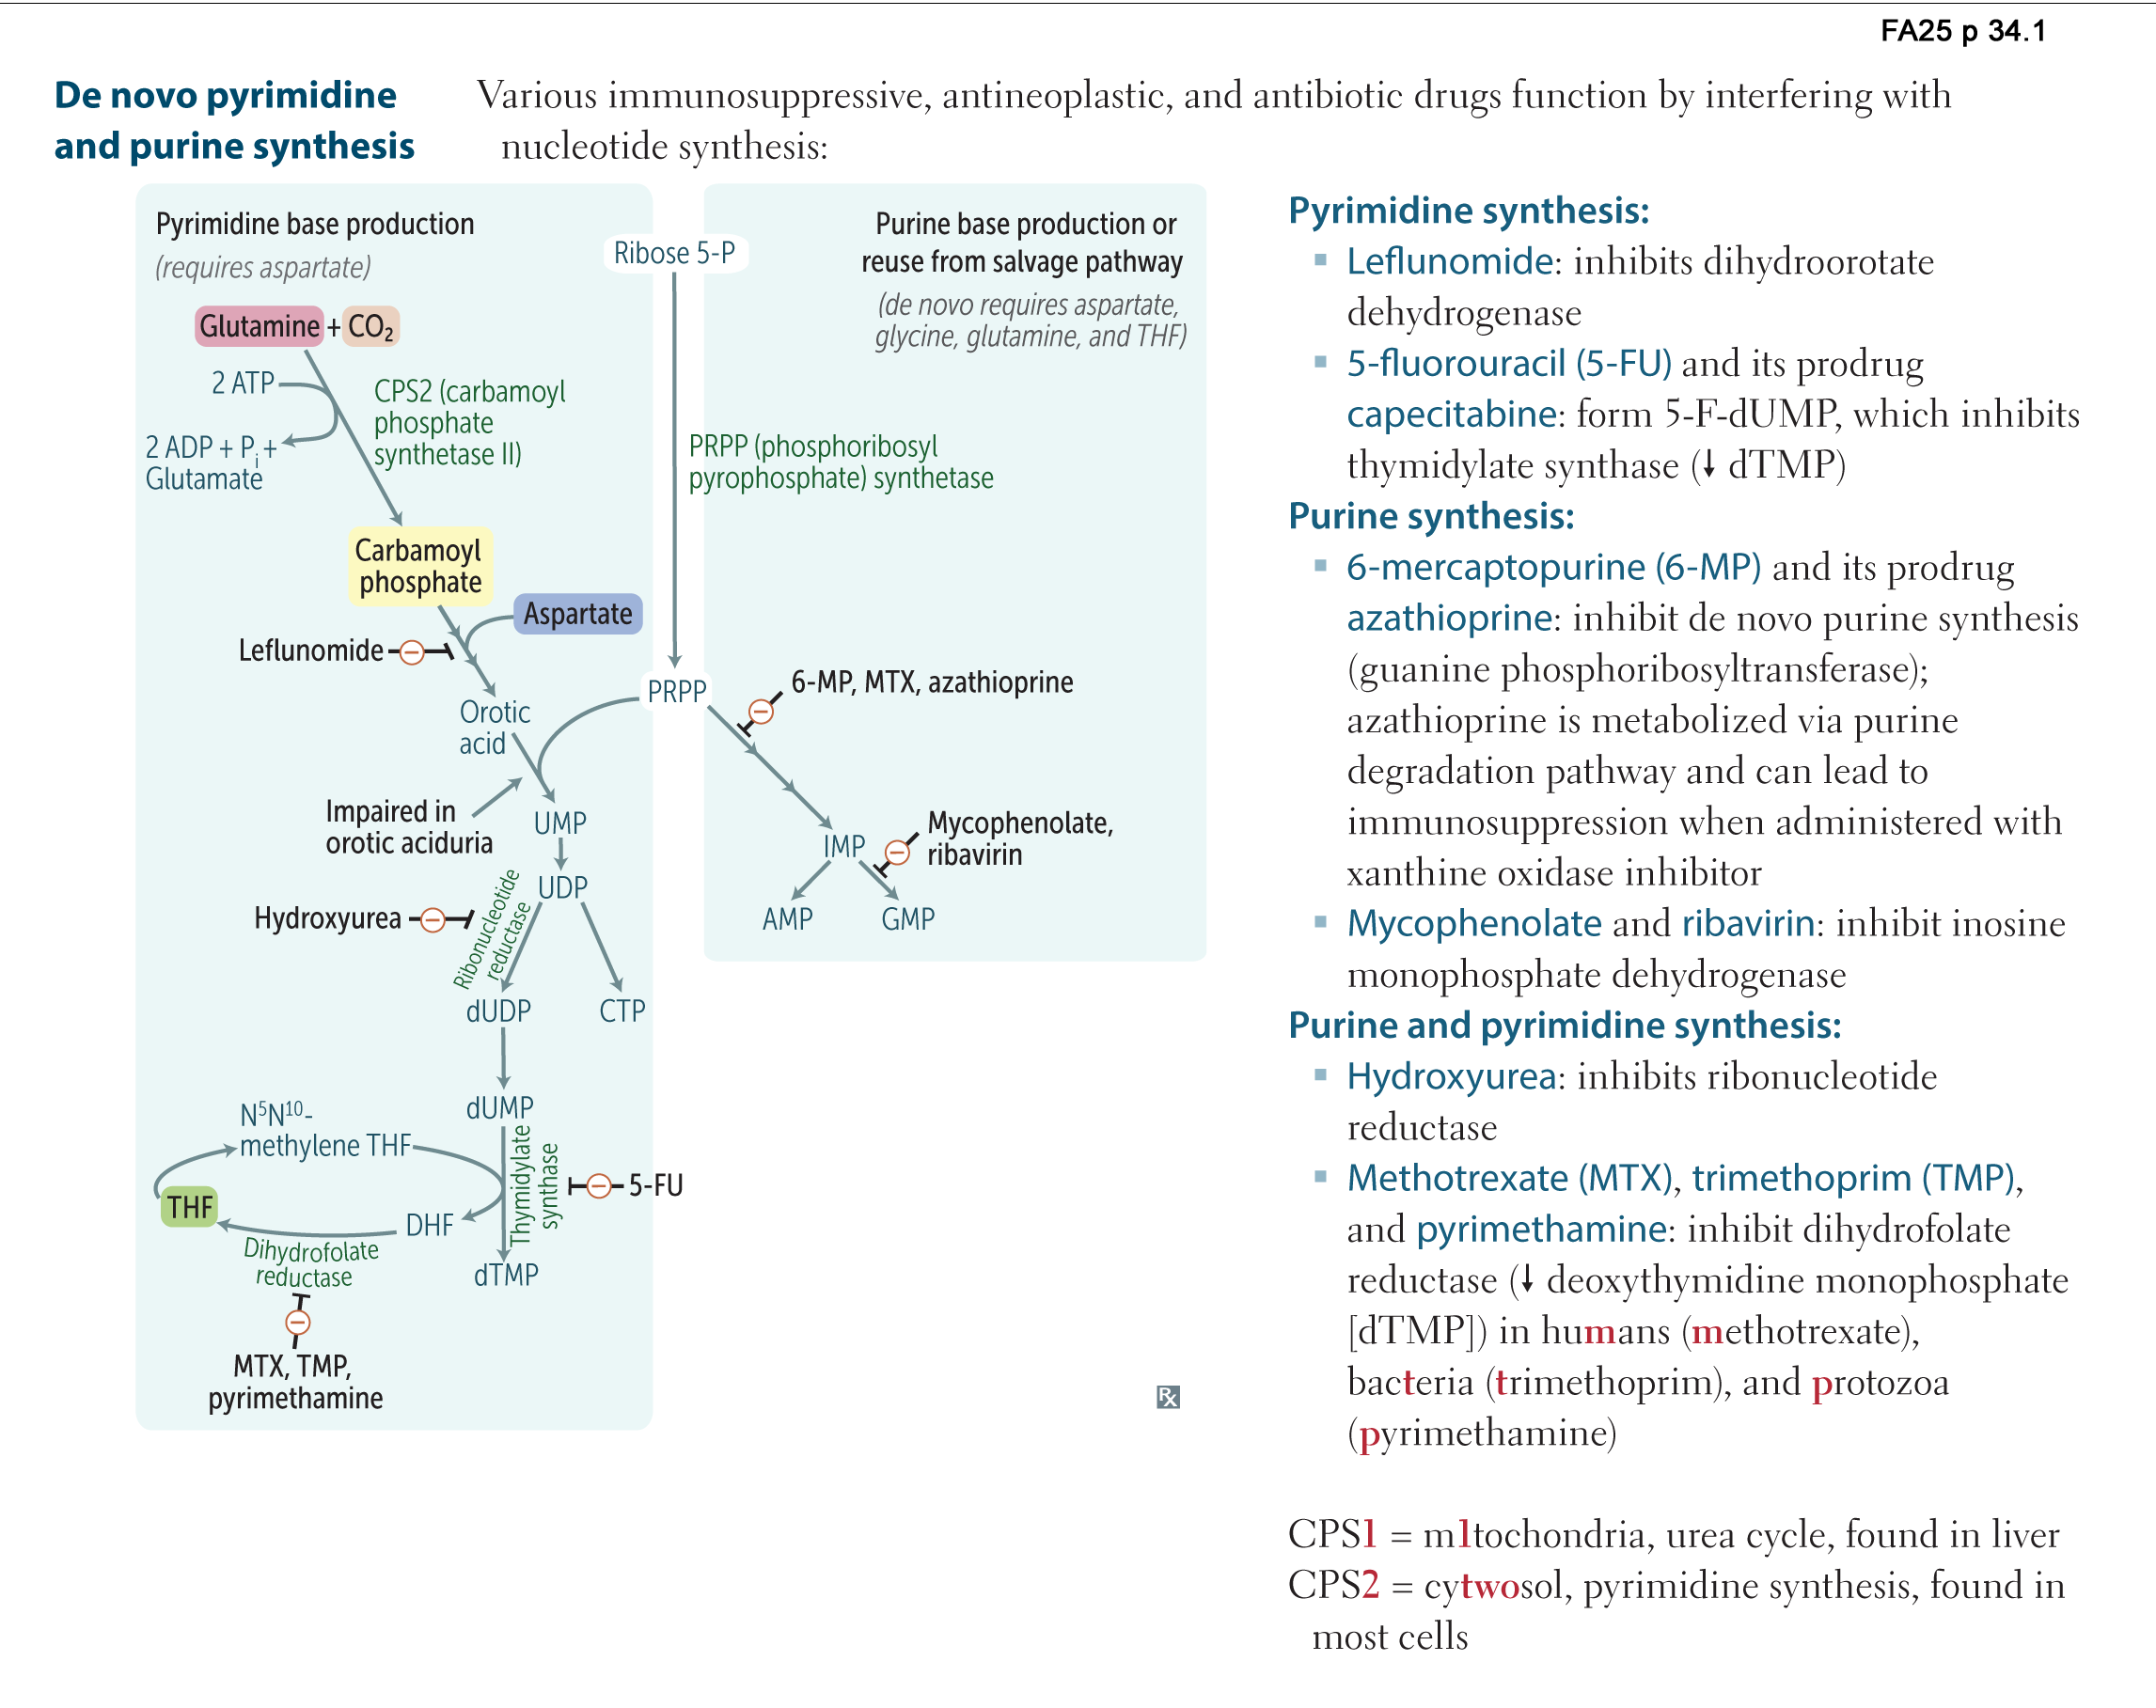 FA25 p 34.1
De novo pyrimidine
and purine synthesis
Various immunosuppressive, antineoplastic, and antibiotic drugs function by interfering with
nucleotide synthesis:
Pyrimidine base production
(requires aspartate)
Glutamine + CO₂
2 ATP
2 ADP + Pᵢ +
Glutamate
CPS2 (carbamoyl
phosphate
synthetase II)
Carbamoyl
phosphate
Aspartate
Leflunomide
Orotic
acid
Impaired in
orotic aciduria
UMP
UDP
Hydroxyurea
Ribonucleotide
reductase
dUDP
CTP
dUMP
N⁵N¹⁰-
methylene THF
THF
DHF
Dihydrofolate
reductase
Thymidylate
synthase
5-FU
dTMP
MTX, TMP,
pyrimethamine
Ribose 5-P
PRPP (phosphoribosyl
pyrophosphate) synthetase
PRPP
Purine base production or
reuse from salvage pathway
(de novo requires aspartate,
glycine, glutamine, and THF)
6-MP, MTX, azathioprine
IMP
Mycophenolate,
ribavirin
AMP
GMP
Rx
Pyrimidine synthesis:
Leflunomide: inhibits dihydroorotate
dehydrogenase
5-fluorouracil (5-FU) and its prodrug
capecitabine: form 5-F-dUMP, which inhibits
thymidylate synthase (↓ dTMP)
Purine synthesis:
6-mercaptopurine (6-MP) and its prodrug
azathioprine: inhibit de novo purine synthesis
(guanine phosphoribosyltransferase);
azathioprine is metabolized via purine
degradation pathway and can lead to
immunosuppression when administered with
xanthine oxidase inhibitor
Mycophenolate and ribavirin: inhibit inosine
monophosphate dehydrogenase
Purine and pyrimidine synthesis:
Hydroxyurea: inhibits ribonucleotide
reductase
Methotrexate (MTX), trimethoprim (TMP),
and pyrimethamine: inhibit dihydrofolate
reductase (↓ deoxythymidine monophosphate
[dTMP]) in humans (methotrexate),
bacteria (trimethoprim), and protozoa
(pyrimethamine)
CPS1 = m1tochondria, urea cycle, found in liver
CPS2 = cytwosol, pyrimidine synthesis, found in
most cells